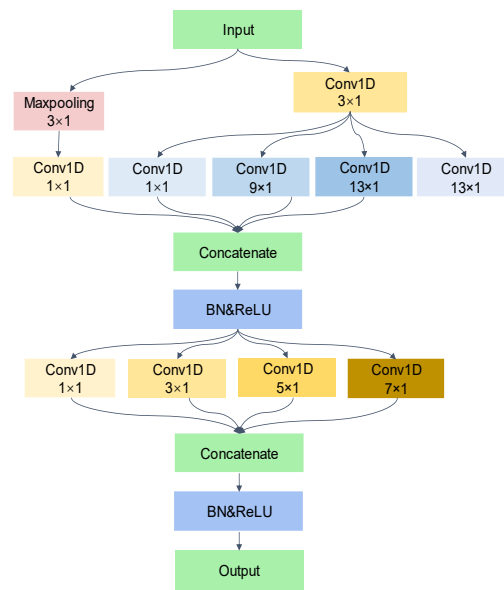 Input
Conv1D
3×1
Maxpooling
3×1
Conv1D
1×1
Conv1D
1×1
Conv1D
9×1
Conv1D
13×1
Conv1D
13×1
Concatenate
BN&ReLU
Conv1D
1×1
Conv1D
3×1
Conv1D
5×1
Conv1D
7×1
Concatenate
BN&ReLU
Output